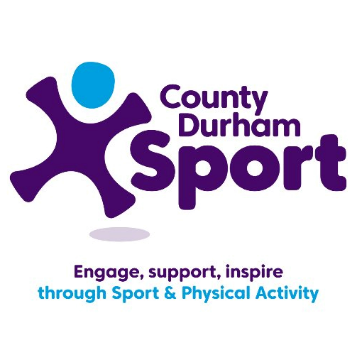 County
Durham
Sport
Engage, support, inspire
through Sport & Physical Activity